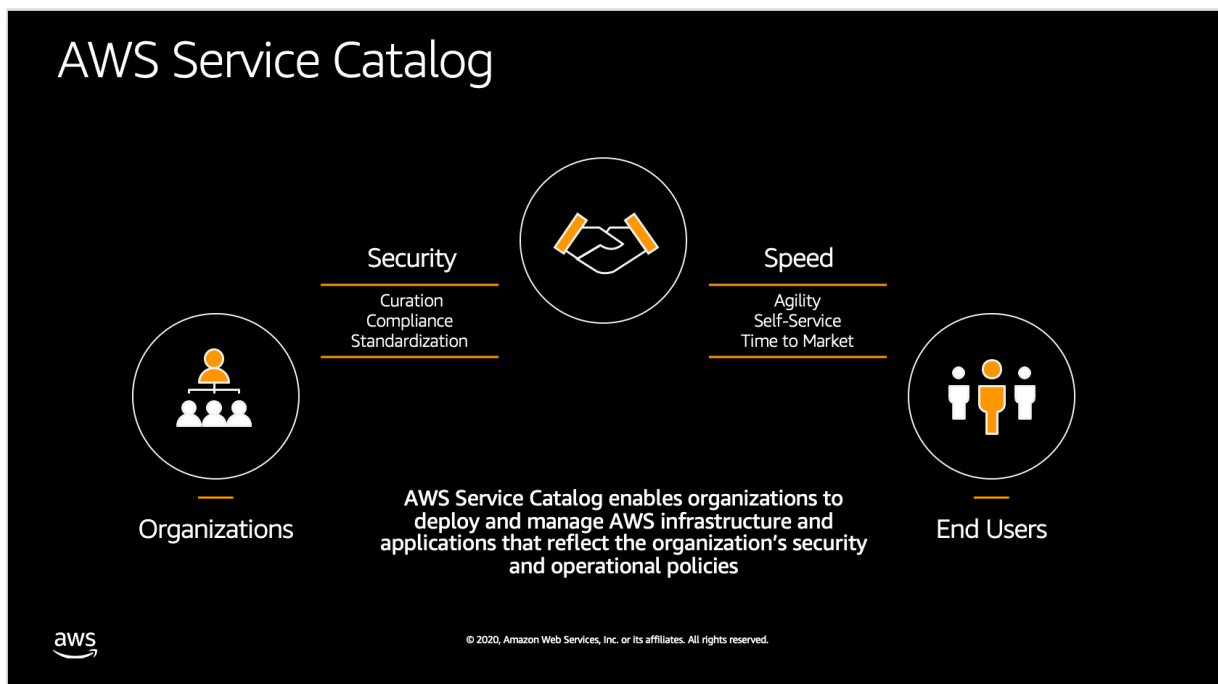 AWS Service Catalog
Security
Curation
Compliance
Standardization
Speed
Agility
Self-Service
Time to Market
Organizations
AWS Service Catalog enables organizations to
deploy and manage AWS infrastructure and
applications that reflect the organization’s security
and operational policies
End Users
aws
© 2020, Amazon Web Services, Inc. or its affiliates. All rights reserved.